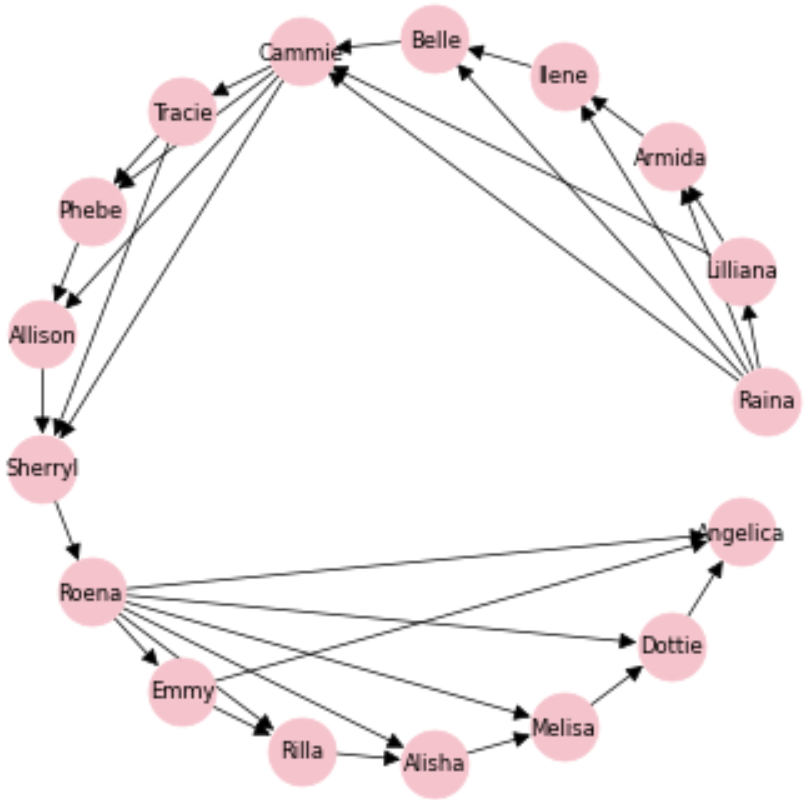 Belle
Cammie
Ilene
Tracie
Armida
Phebe
Lilliana
Allison
Raina
Sherryl
Angelica
Roena
Dottie
Emmy
Melisa
Rilla
Alisha